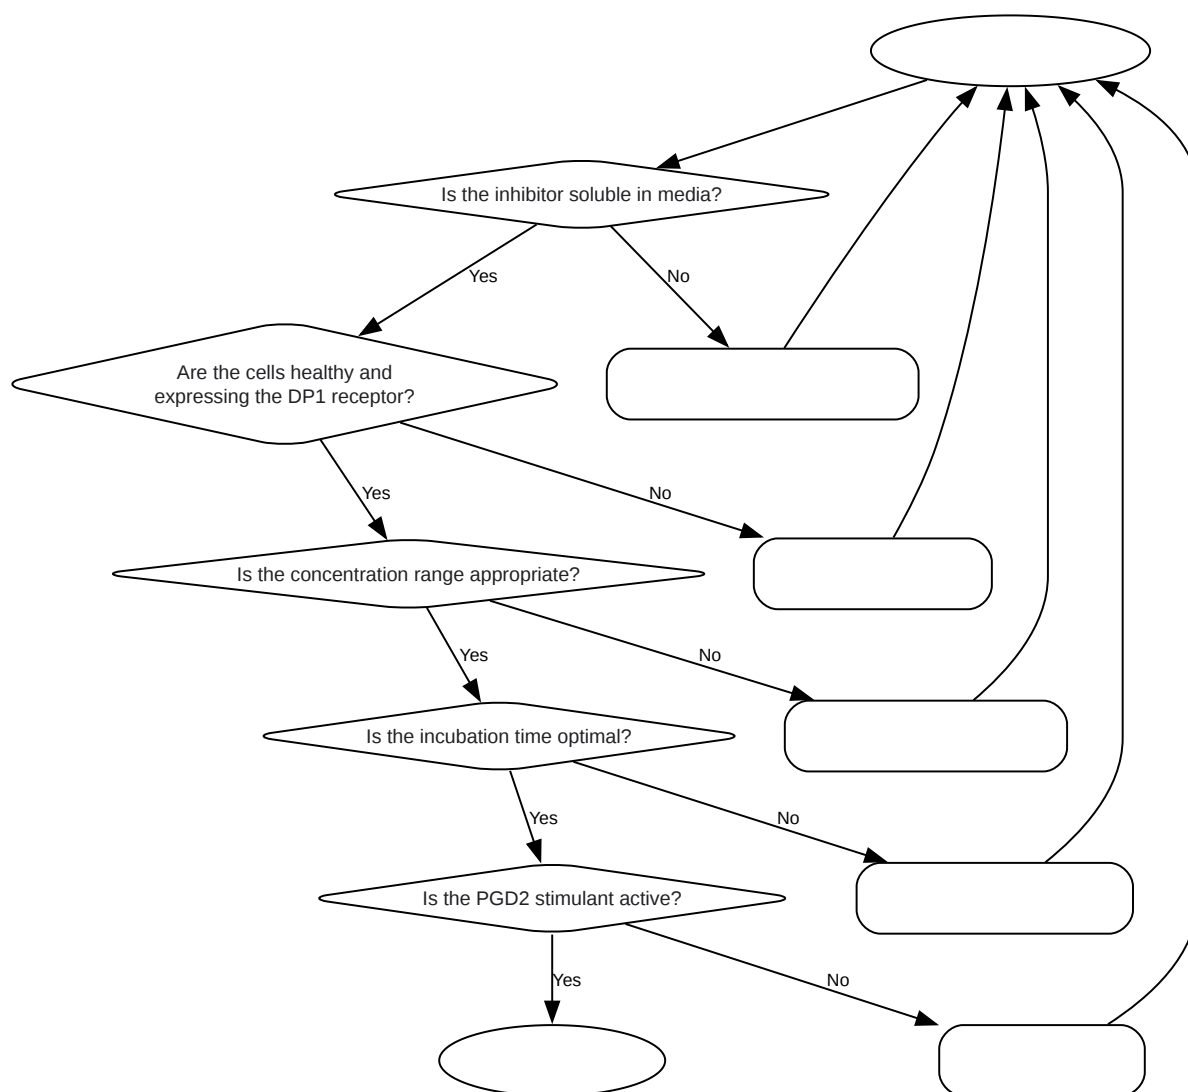 Is the inhibitor soluble in media?
Yes
No
Are the cells healthy and
expressing the DP1 receptor?
Yes
No
Is the concentration range appropriate?
Yes
No
Is the incubation time optimal?
Yes
No
Is the PGD2 stimulant active?
Yes
No